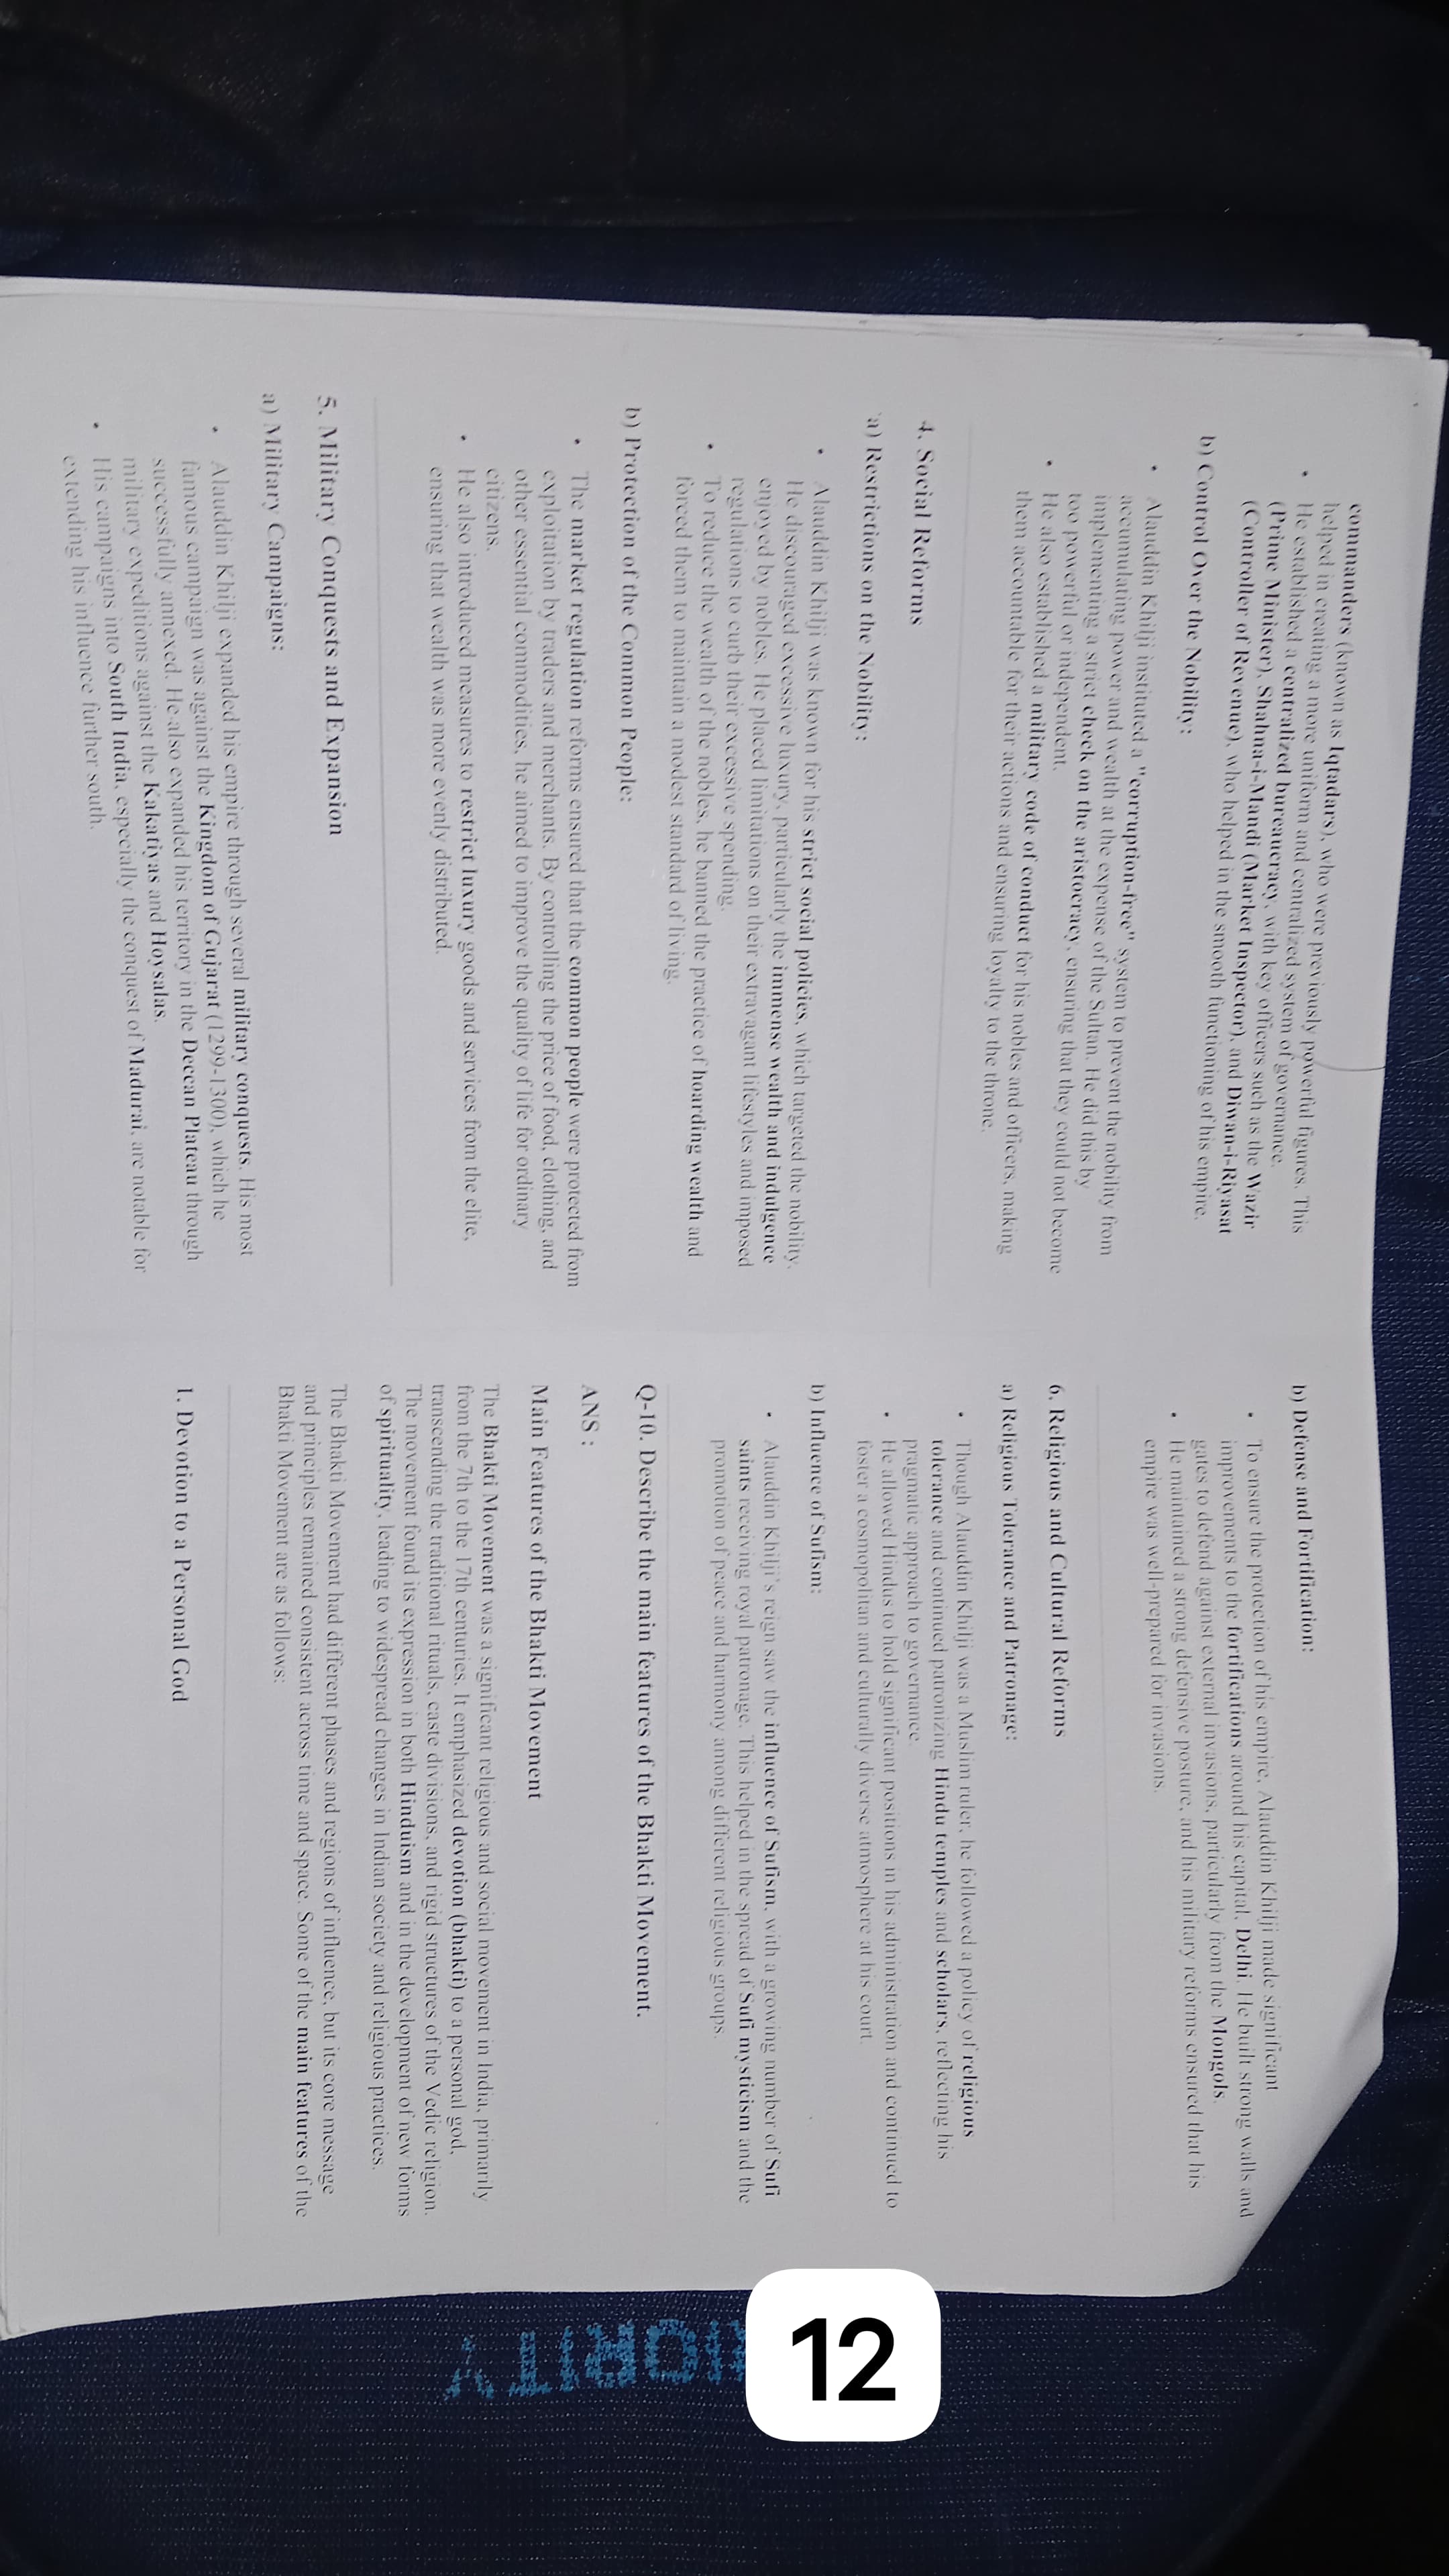 commanders (known as Iqtadars), who were previously powerful figures. This
helped in creating a more uniform and centralized system of governance.
• He established a centralized bureaucracy, with key officers such as the Wazir
(Prime Minister), Shahna-i-Mandi (Market Inspector), and Diwan-i-Riyasat
(Controller of Revenue), who helped in the smooth functioning of his empire.
b) Control Over the Nobility:
• Alauddin Khilji instituted a "corruption-free" system to prevent the nobility from
accumulating power and wealth at the expense of the Sultan. He did this by
implementing a strict check on the aristocracy, ensuring that they could not become
too powerful or independent.
• He also established a military code of conduct for his nobles and officers, making
them accountable for their actions and ensuring loyalty to the throne.
4. Social Reforms
a) Restrictions on the Nobility:
• Alauddin Khilji was known for his strict social policies, which targeted the nobility.
He discouraged excessive luxury, particularly the immense wealth and indulgence
enjoyed by nobles. He placed limitations on their extravagant lifestyles and imposed
regulations to curb their excessive spending.
• To reduce the wealth of the nobles, he banned the practice of hoarding wealth and
forced them to maintain a modest standard of living.
b) Protection of the Common People:
• The market regulation reforms ensured that the common people were protected from
exploitation by traders and merchants. By controlling the price of food, clothing, and
other essential commodities, he aimed to improve the quality of life for ordinary
citizens.
• He also introduced measures to restrict luxury goods and services from the elite,
ensuring that wealth was more evenly distributed.
5. Military Conquests and Expansion
a) Military Campaigns:
• Alauddin Khilji expanded his empire through several military conquests. His most
famous campaign was against the Kingdom of Gujarat (1299-1300), which he
successfully annexed. He also expanded his territory in the Deccan Plateau through
military expeditions against the Kakatiyas and Hoysalas.
• His campaigns into South India, especially the conquest of Madurai, are notable for
extending his influence further south.
b) Defense and Fortification:
• To ensure the protection of his empire, Alauddin Khilji made significant
improvements to the fortifications around his capital, Delhi. He built strong walls and
gates to defend against external invasions, particularly from the Mongols.
• He maintained a strong defensive posture, and his military reforms ensured that his
empire was well-prepared for invasions.
6. Religious and Cultural Reforms
a) Religious Tolerance and Patronage:
• Though Alauddin Khilji was a Muslim ruler, he followed a policy of religious
tolerance and continued patronizing Hindu temples and scholars, reflecting his
pragmatic approach to governance.
• He allowed Hindus to hold significant positions in his administration and continued to
foster a cosmopolitan and culturally diverse atmosphere at his court.
b) Influence of Sufism:
• Alauddin Khilji's reign saw the influence of Sufism, with a growing number of Sufi
saints receiving royal patronage. This helped in the spread of Sufi mysticism and the
promotion of peace and harmony among different religious groups.
Q-10. Describe the main features of the Bhakti Movement.
ANS :
Main Features of the Bhakti Movement
The Bhakti Movement was a significant religious and social movement in India, primarily
from the 7th to the 17th centuries. It emphasized devotion (bhakti) to a personal god,
transcending the traditional rituals, caste divisions, and rigid structures of the Vedic religion.
The movement found its expression in both Hinduism and in the development of new forms
of spirituality, leading to widespread changes in Indian society and religious practices.
The Bhakti Movement had different phases and regions of influence, but its core message
and principles remained consistent across time and space. Some of the main features of the
Bhakti Movement are as follows:
1. Devotion to a Personal God
12